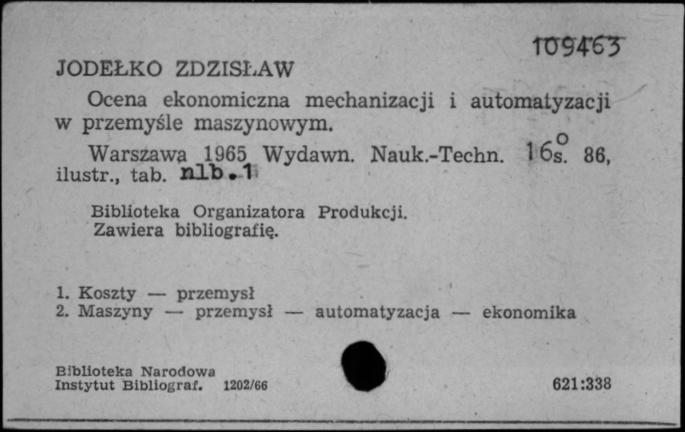 109463
JODEŁKO ZDZISŁAW
Ocena ekonomiczna mechanizacji i automatyzacji
w przemyśle maszynowym.
Warszawa 1965 Wydawn. Nauk.-Techn. 16° s. 86,
ilustr., tab. nlb.1
Biblioteka Organizatora Produkcji.
Zawiera bibliografię.
1. Koszty — przemysł
2. Maszyny — przemysł — automatyzacja — ekonomika
Biblioteka Narodowa
Instytut Bibliograf. 1202/66 621:338